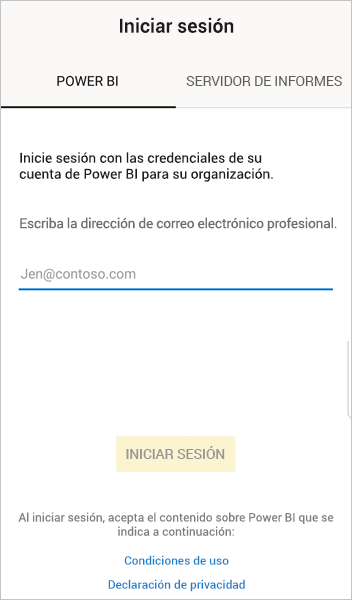 Iniciar sesión
POWER BI
SERVIDOR DE INFORMES
Inicie sesión con las credenciales de su
cuenta de Power BI para su organización.
Escriba la dirección de correo electrónico profesional.
Jen@contoso.com
INICIAR SESIÓN
Al iniciar sesión, acepta el contenido sobre Power BI que se
indica a continuación:
Condiciones de uso
Declaración de privacidad